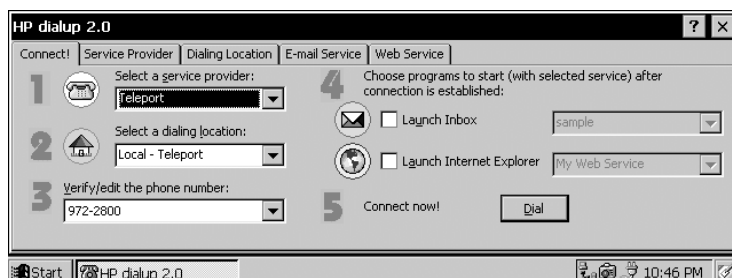 HP dialup 2.0
? ×
Connect! Service Provider Dialing Location E-mail Service Web Service
1 Select a service provider:
Teleport
2 Select a dialing location:
Local - Teleport
3 Verify/edit the phone number:
972-2800
4 Choose programs to start (with selected service) after
connection is established:
Launch Inbox sample
Launch Internet Explorer My Web Service
5 Connect now! Dial
Start HP dialup 2.0 10:46 PM